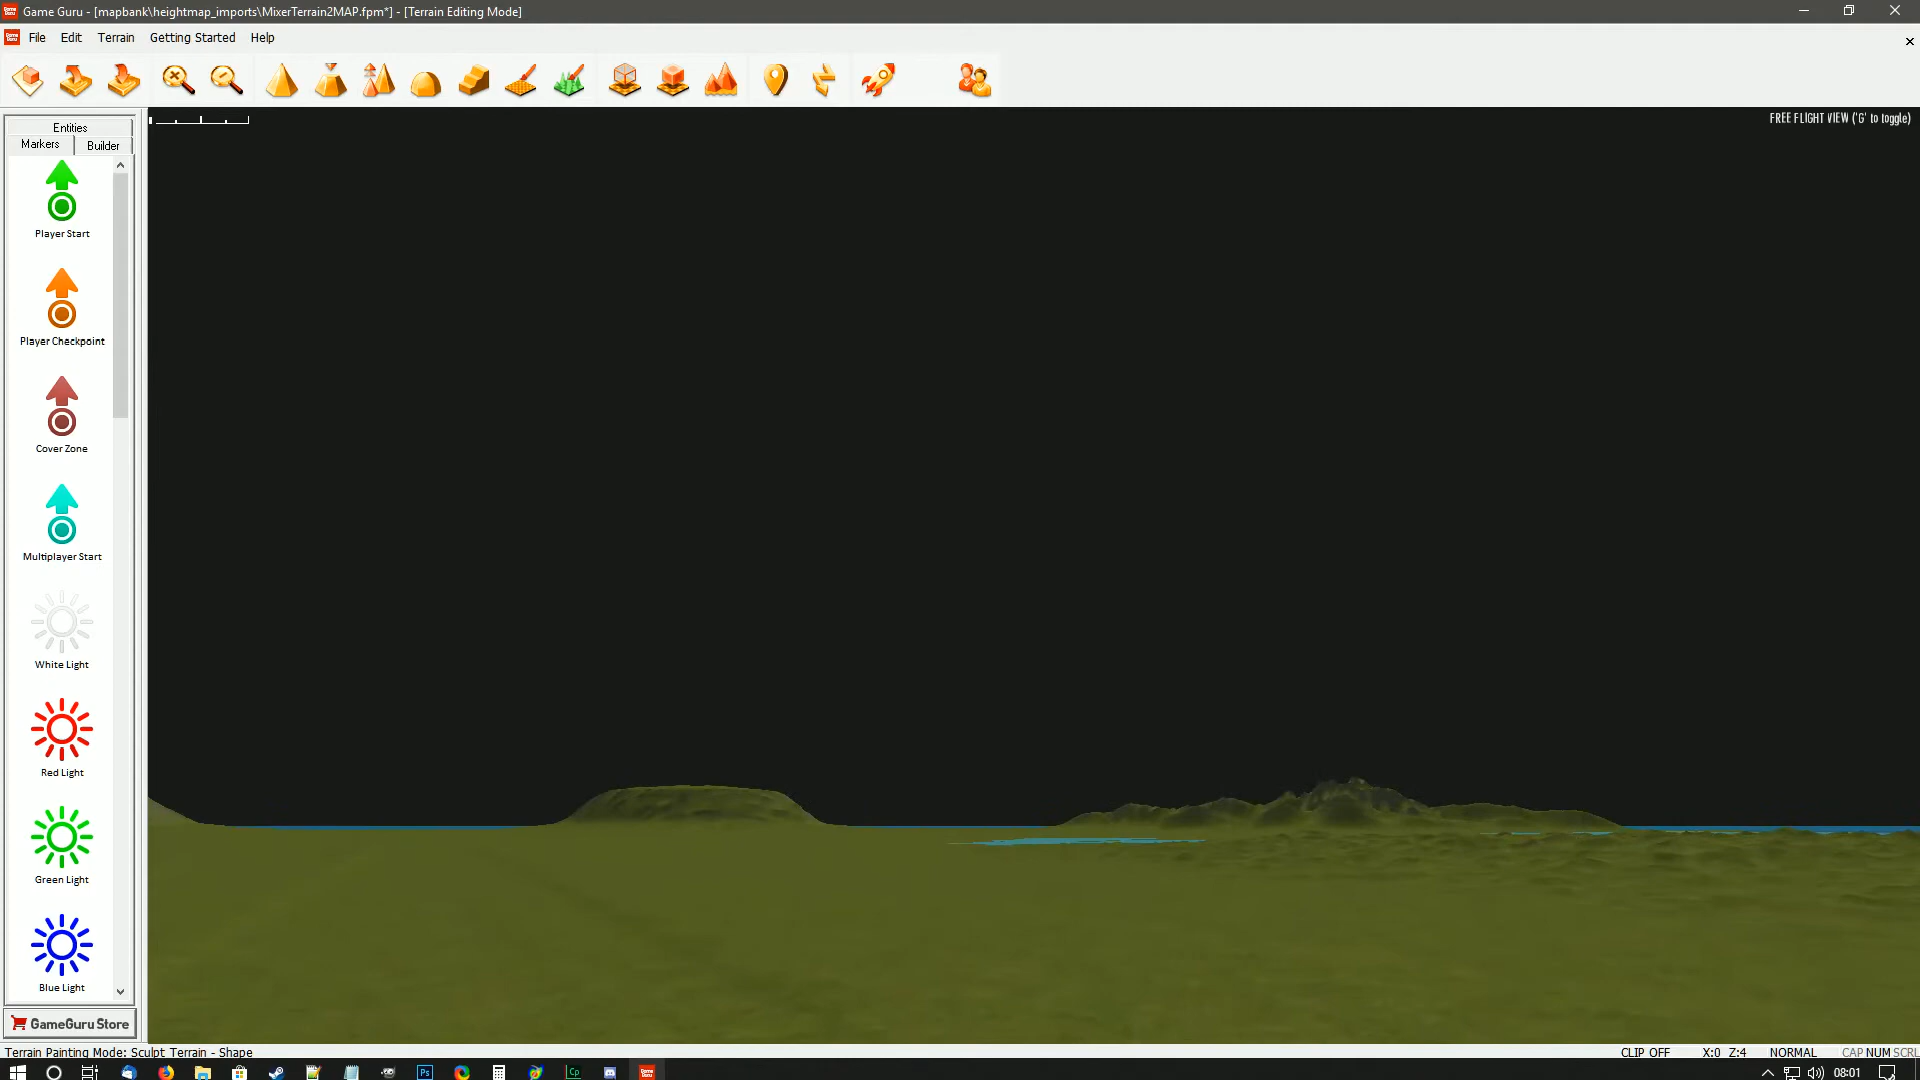 Game Guru - [mapbank\heightmap_imports\MixerTerrain2MAP.fpm*] - [Terrain Editing Mode]
File Edit Terrain Getting Started Help
FREE FLIGHT VIEW ('G' to toggle)
Entities
Markers Builder
Player Start
Player Checkpoint
Cover Zone
Multiplayer Start
White Light
Red Light
Green Light
Blue Light
GameGuru Store
Terrain Painting Mode: Sculpt Terrain - Shape
CLIP OFF X:0 Z:4 NORMAL CAP NUM SCRL
Ps
Cp
08:01